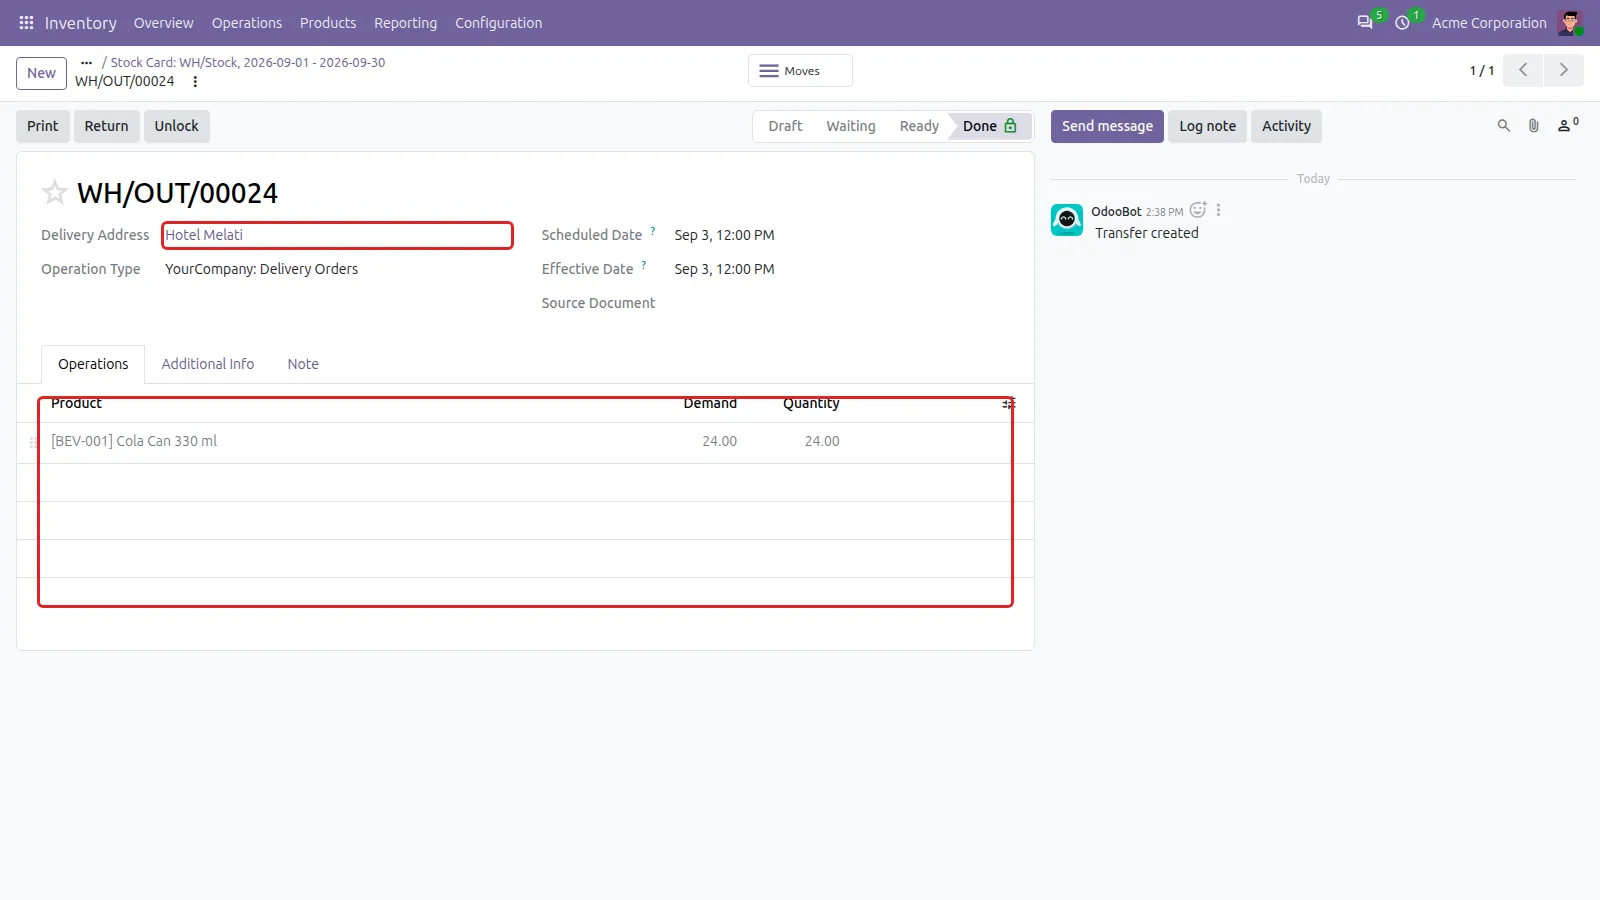 Inventory Overview Operations Products Reporting Configuration 5 1 Acme Corporation
New ··· / Stock Card: WH/Stock, 2026-09-01 - 2026-09-30
WH/OUT/00024
Moves
1 / 1
Print Return Unlock Draft Waiting Ready Done Send message Log note Activity 0
WH/OUT/00024
Delivery Address Hotel Melati
Operation Type YourCompany: Delivery Orders
Scheduled Date ? Sep 3, 12:00 PM
Effective Date ? Sep 3, 12:00 PM
Source Document
Operations Additional Info Note
Product Demand Quantity
[BEV-001] Cola Can 330 ml 24.00 24.00
Today
OdooBot 2:38 PM
Transfer created